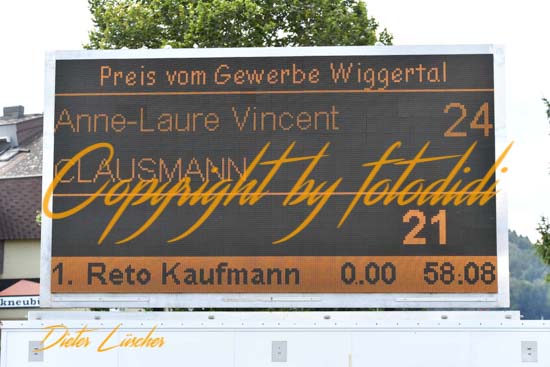 Preis vom Gewerbe Wiggertal
Anne-Laure Vincent 24
CLAUSMANN
Copyright by fotodidi
21
1. Reto Kaufmann 0.00 58:08
kneubü
Dieter Lüscher